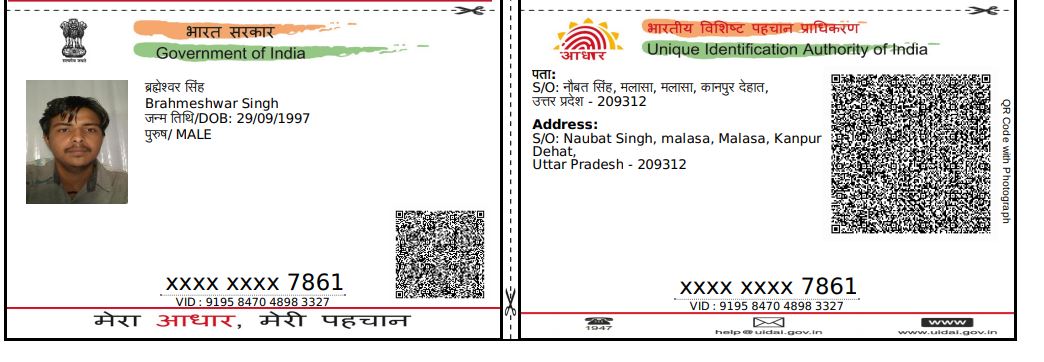 भारत सरकार
Government of India
ब्रह्मेश्वर सिंह
Brahmeshwar Singh
जन्म तिथि/DOB: 29/09/1997
पुरुष/ MALE
xxxx xxxx 7861
VID : 9195 8470 4898 3327
मेरा आधार, मेरी पहचान
भारतीय विशिष्ट पहचान प्राधिकरण
Unique Identification Authority of India
आधार
पता:
S/O: नौबत सिंह, मलासा, मलासा, कानपुर देहात,
उत्तर प्रदेश - 209312
Address:
S/O: Naubat Singh, malasa, Malasa, Kanpur
Dehat,
Uttar Pradesh - 209312
QR Code with Photograph
xxxx xxxx 7861
VID : 9195 8470 4898 3327
1947
help@uidai.gov.in
www
www.uidai.gov.in